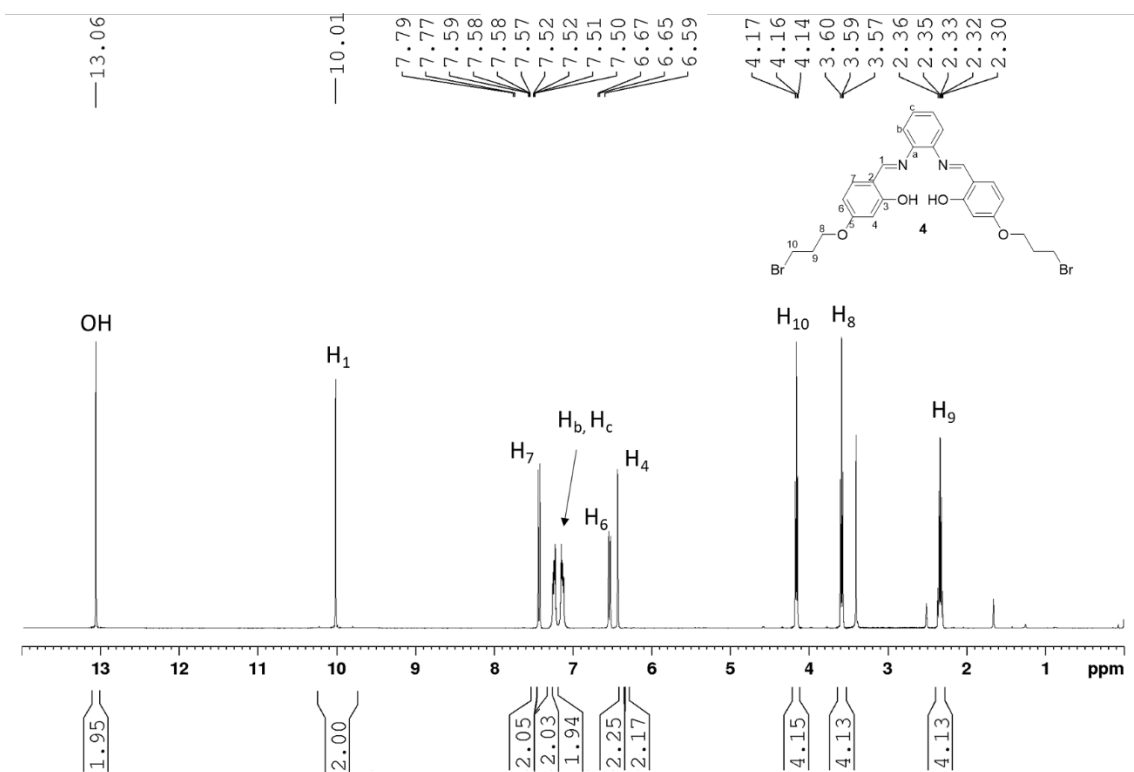 13.06
10.01
7.79
7.77
7.59
7.58
7.58
7.57
7.52
7.52
7.51
7.50
6.67
6.65
6.59
4.17
4.16
4.14
3.60
3.59
3.57
2.36
2.35
2.33
2.32
2.30
c
b
a
1
N
N
7
2
6
3
OH
HO
5
4
4
8
O
O
10
9
Br
Br
OH
H1
H7
Hb, Hc
H6
H4
H10
H8
H9
13 12 11 10 9 8 7 6 5 4 3 2 1 ppm
1.95
2.00
2.05
2.03
1.94
2.25
2.17
4.15
4.13
4.13